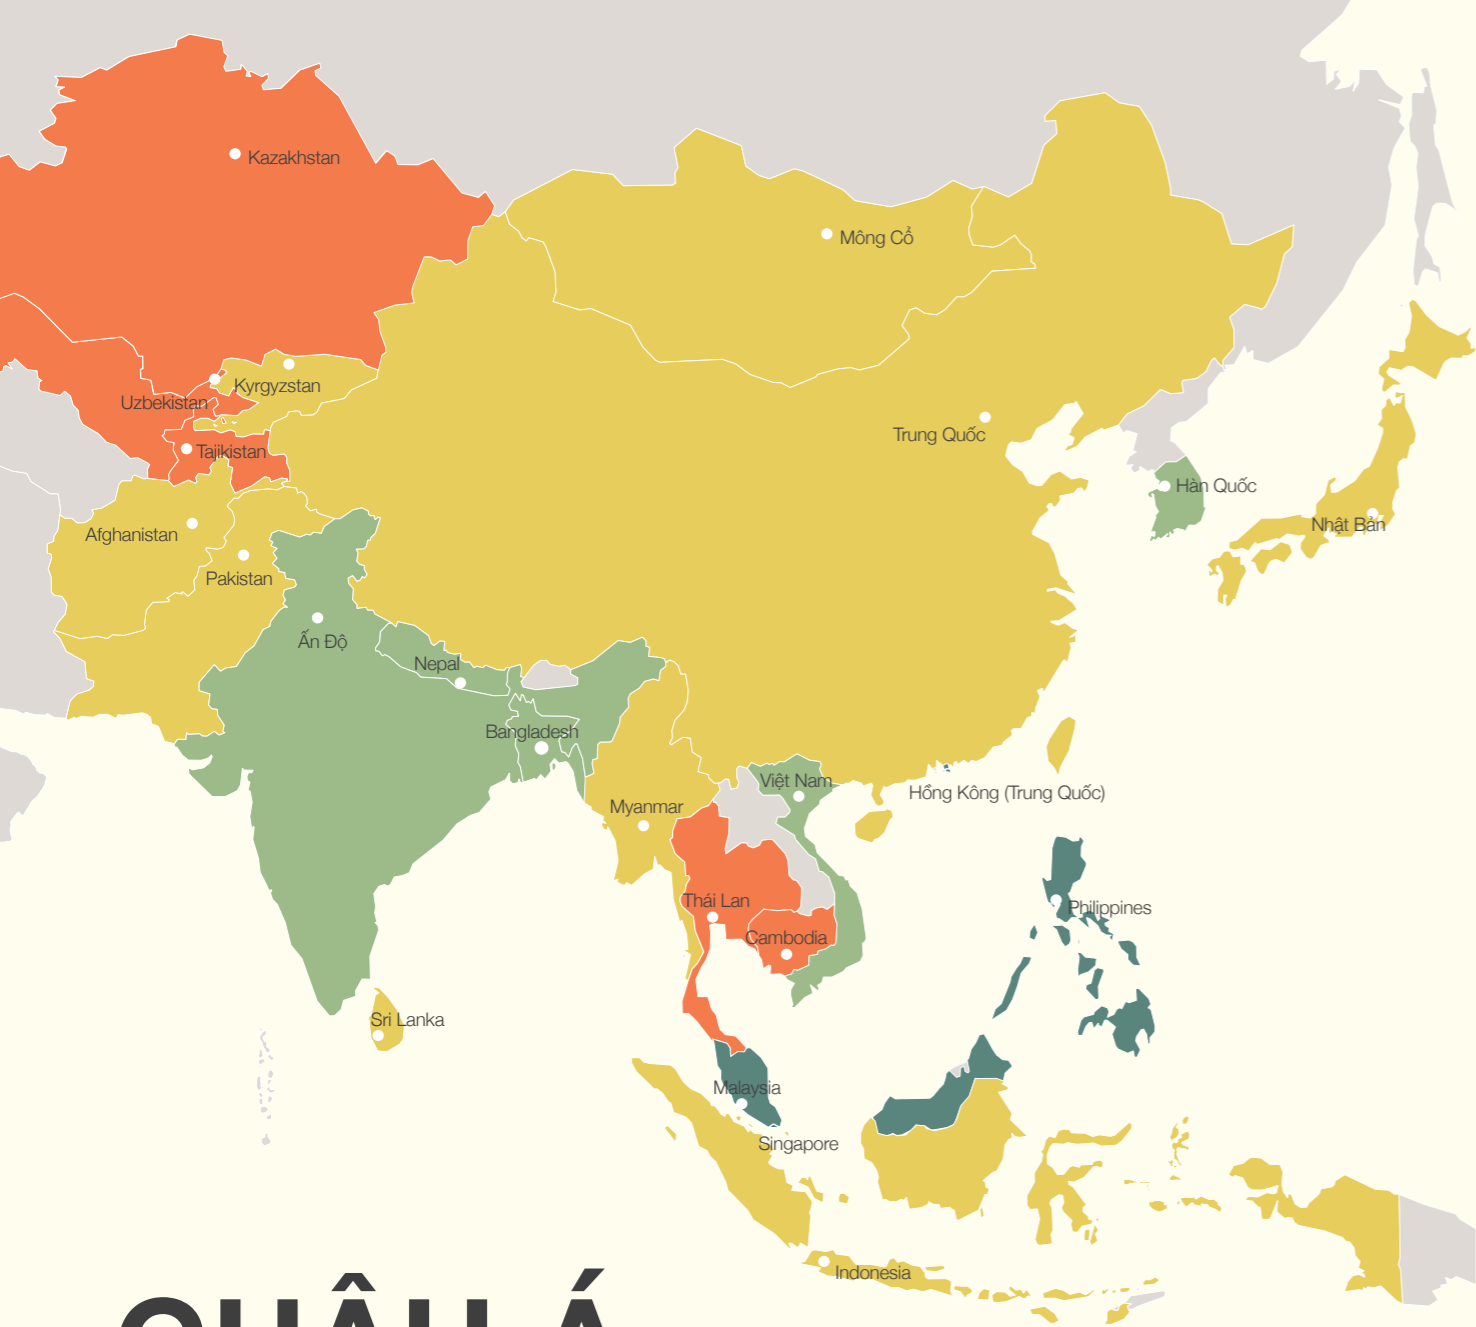 Kazakhstan
Mông Cổ
Kyrgyzstan
Uzbekistan
Trung Quốc
Tajikistan
Hàn Quốc
Nhật Bản
Afghanistan
Pakistan
Ấn Độ
Nepal
Bangladesh
Việt Nam
Hồng Kông (Trung Quốc)
Myanmar
Thái Lan
Philippines
Cambodia
Sri Lanka
Malaysia
Singapore
Indonesia
CHÂU Á